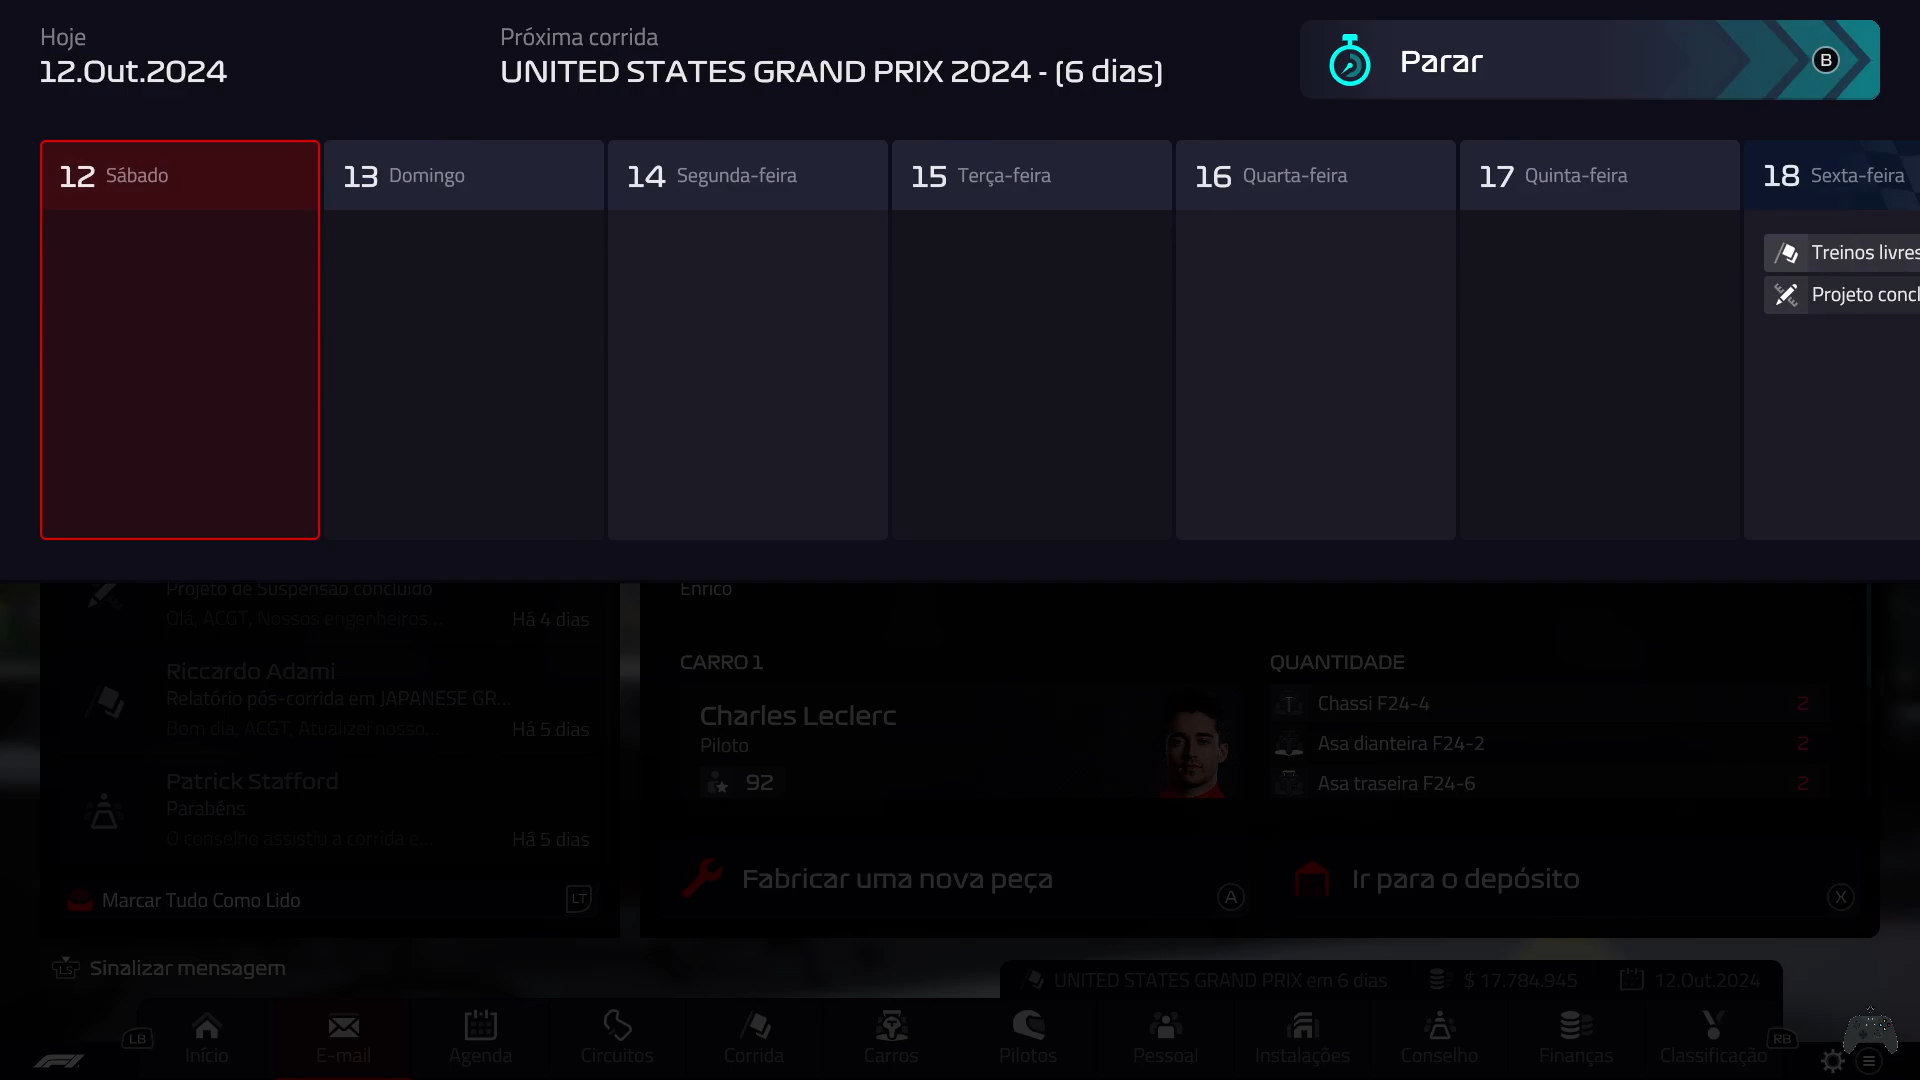 Hoje
12.Out.2024
Próxima corrida
UNITED STATES GRAND PRIX 2024 - (6 dias)
Parar
B
12 Sábado
13 Domingo
14 Segunda-feira
15 Terça-feira
16 Quarta-feira
17 Quinta-feira
18 Sexta-feira
Treinos livres
Projeto concl
Projeto de Suspensão concluído
Olá, ACGT, Nossos engenheiros...
Há 4 dias
Riccardo Adami
Relatório pós-corrida em JAPANESE GR...
Bom dia, ACGT, Atualizei nosso...
Há 5 dias
Patrick Stafford
Parabéns
O conselho assistiu a corrida e...
Há 5 dias
Marcar Tudo Como Lido
LT
LS
Sinalizar mensagem
Enrico
CARRO 1
Charles Leclerc
Piloto
92
QUANTIDADE
Chassi F24-4 2
Asa dianteira F24-2 2
Asa traseira F24-6 2
Fabricar uma nova peça
A
Ir para o depósito
X
UNITED STATES GRAND PRIX em 6 dias
$ 17.784.945
12.Out.2024
LB
Início
E-mail
Agenda
Circuitos
Corrida
Carros
Pilotos
Pessoal
Instalações
Conselho
Finanças
Classificação
RB